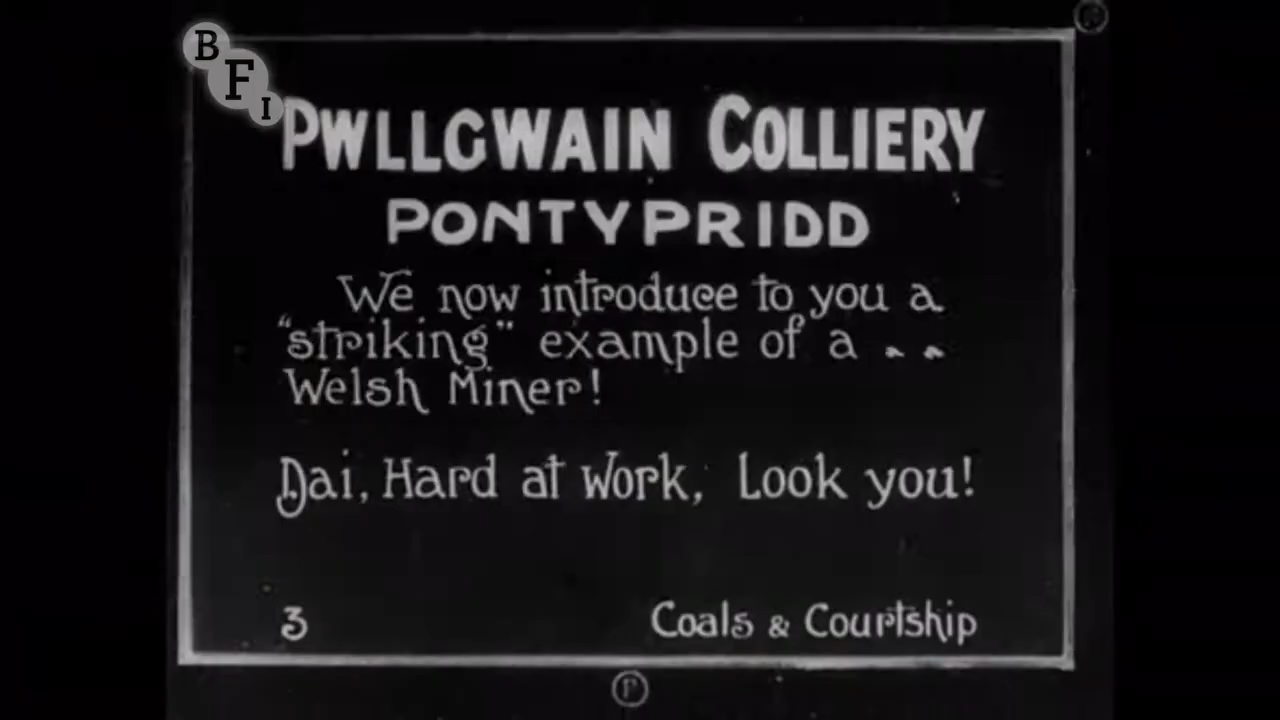 BFI
PWLLGWAIN COLLIERY
PONTYPRIDD
We now introduce to you a
"striking" example of a . .
Welsh Miner!
Dai, Hard at Work, Look you!
3
Coals & Courtship
P